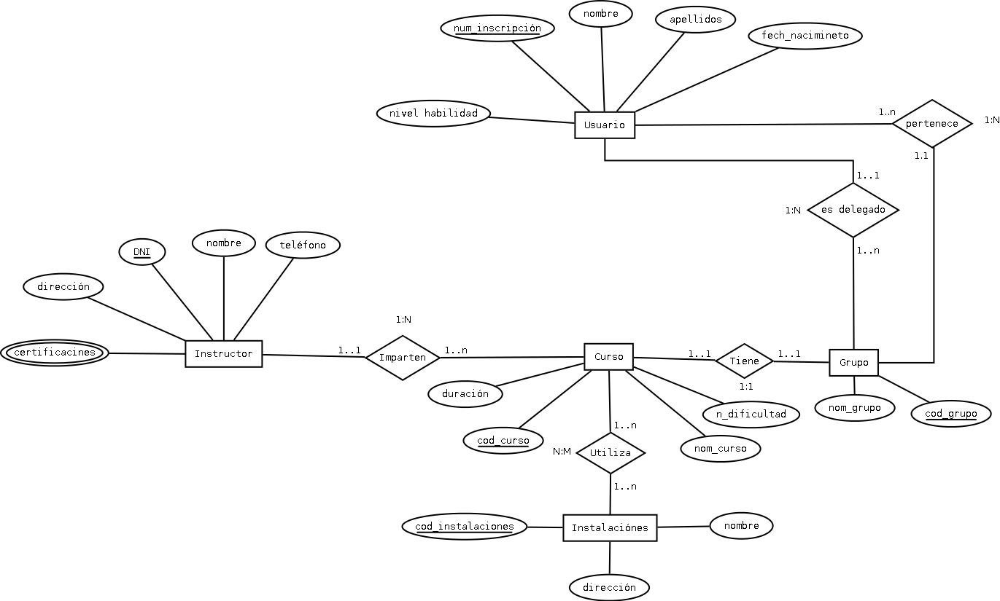 nombre
num_inscripción
apellidos
fech_nacimineto
nivel habilidad
Usuario
1..n
pertenece
1:N
1.1
1..1
1:N
es delegado
1..n
DNI
nombre
teléfono
dirección
1:N
certificacines
Instructor
1..1
Imparten
1..n
Curso
1..1
Tiene
1..1
Grupo
1:1
duración
n_dificultad
nom_grupo
cod_grupo
1..n
cod_curso
nom_curso
N:M
Utiliza
1..n
cod_instalaciones
Instalaciónes
nombre
dirección